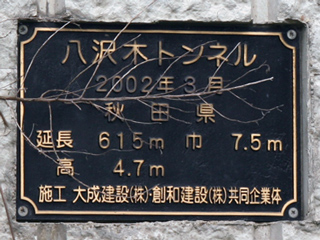 八沢木トンネル
2002年3月
秋田県
延長 615m 巾 7.5m
高 4.7m
施工 大成建設(株)・創和建設(株)共同企業体